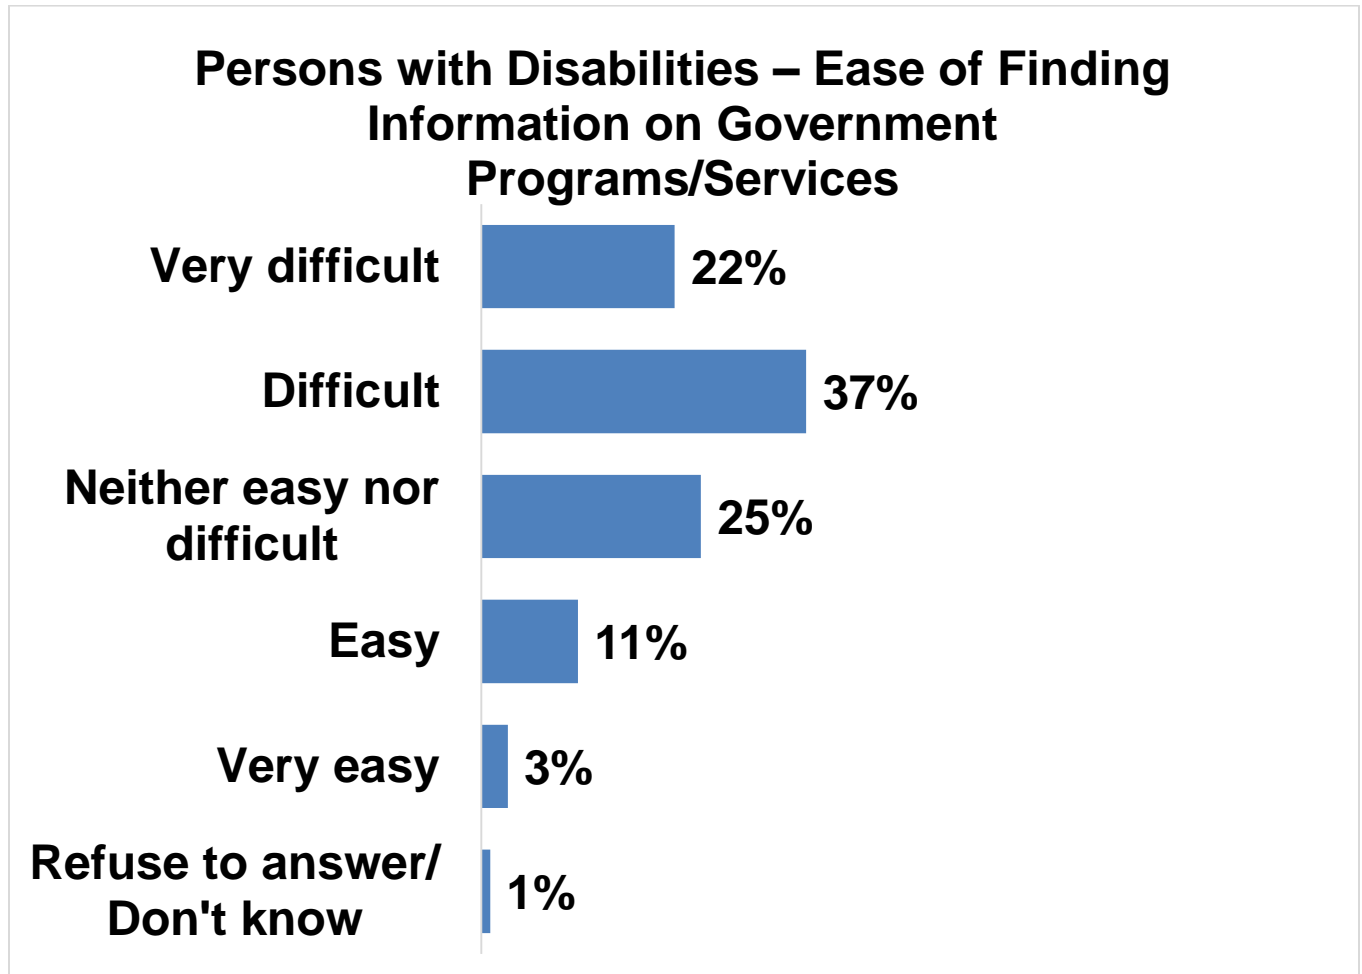 Persons with Disabilities – Ease of Finding
Information on Government
Programs/Services
Very difficult
22%
Difficult
37%
Neither easy nor
difficult
25%
Easy
11%
Very easy
3%
Refuse to answer/
Don't know
1%